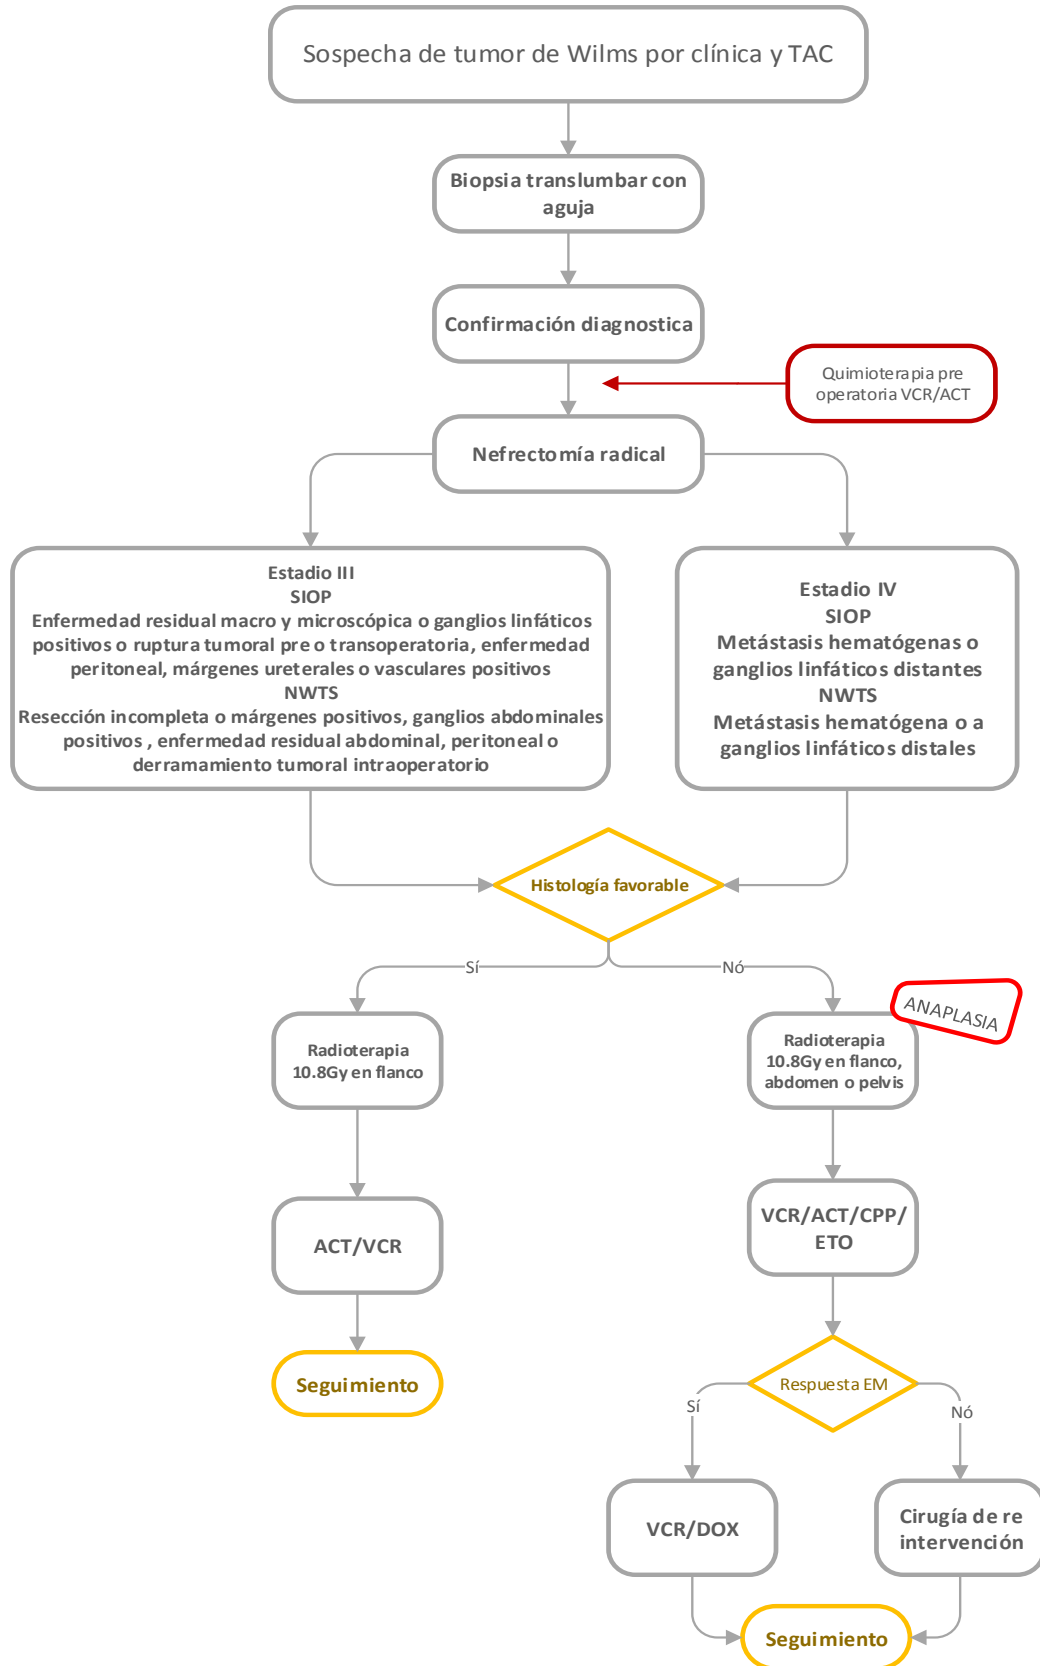 Sospecha de tumor de Wilms por clínica y TAC
Biopsia translumbar con
aguja
Confirmación diagnostica
Quimioterapia pre
operatoria VCR/ACT
Nefrectomía radical
Estadio III
SIOP
Enfermedad residual macro y microscópica o ganglios linfáticos
positivos o ruptura tumoral pre o transoperatoria, enfermedad
peritoneal, márgenes ureterales o vasculares positivos
NWTS
Resección incompleta o márgenes positivos, ganglios abdominales
positivos , enfermedad residual abdominal, peritoneal o
derramamiento tumoral intraoperatorio
Estadio IV
SIOP
Metástasis hematógenas o
ganglios linfáticos distantes
NWTS
Metástasis hematógena o a
ganglios linfáticos distales
Histología favorable
Sí
Nó
ANAPLASIA
Radioterapia
10.8Gy en flanco
Radioterapia
10.8Gy en flanco,
abdomen o pelvis
ACT/VCR
VCR/ACT/CPP/
ETO
Seguimiento
Respuesta EM
Sí
Nó
VCR/DOX
Cirugía de re
intervención
Seguimiento